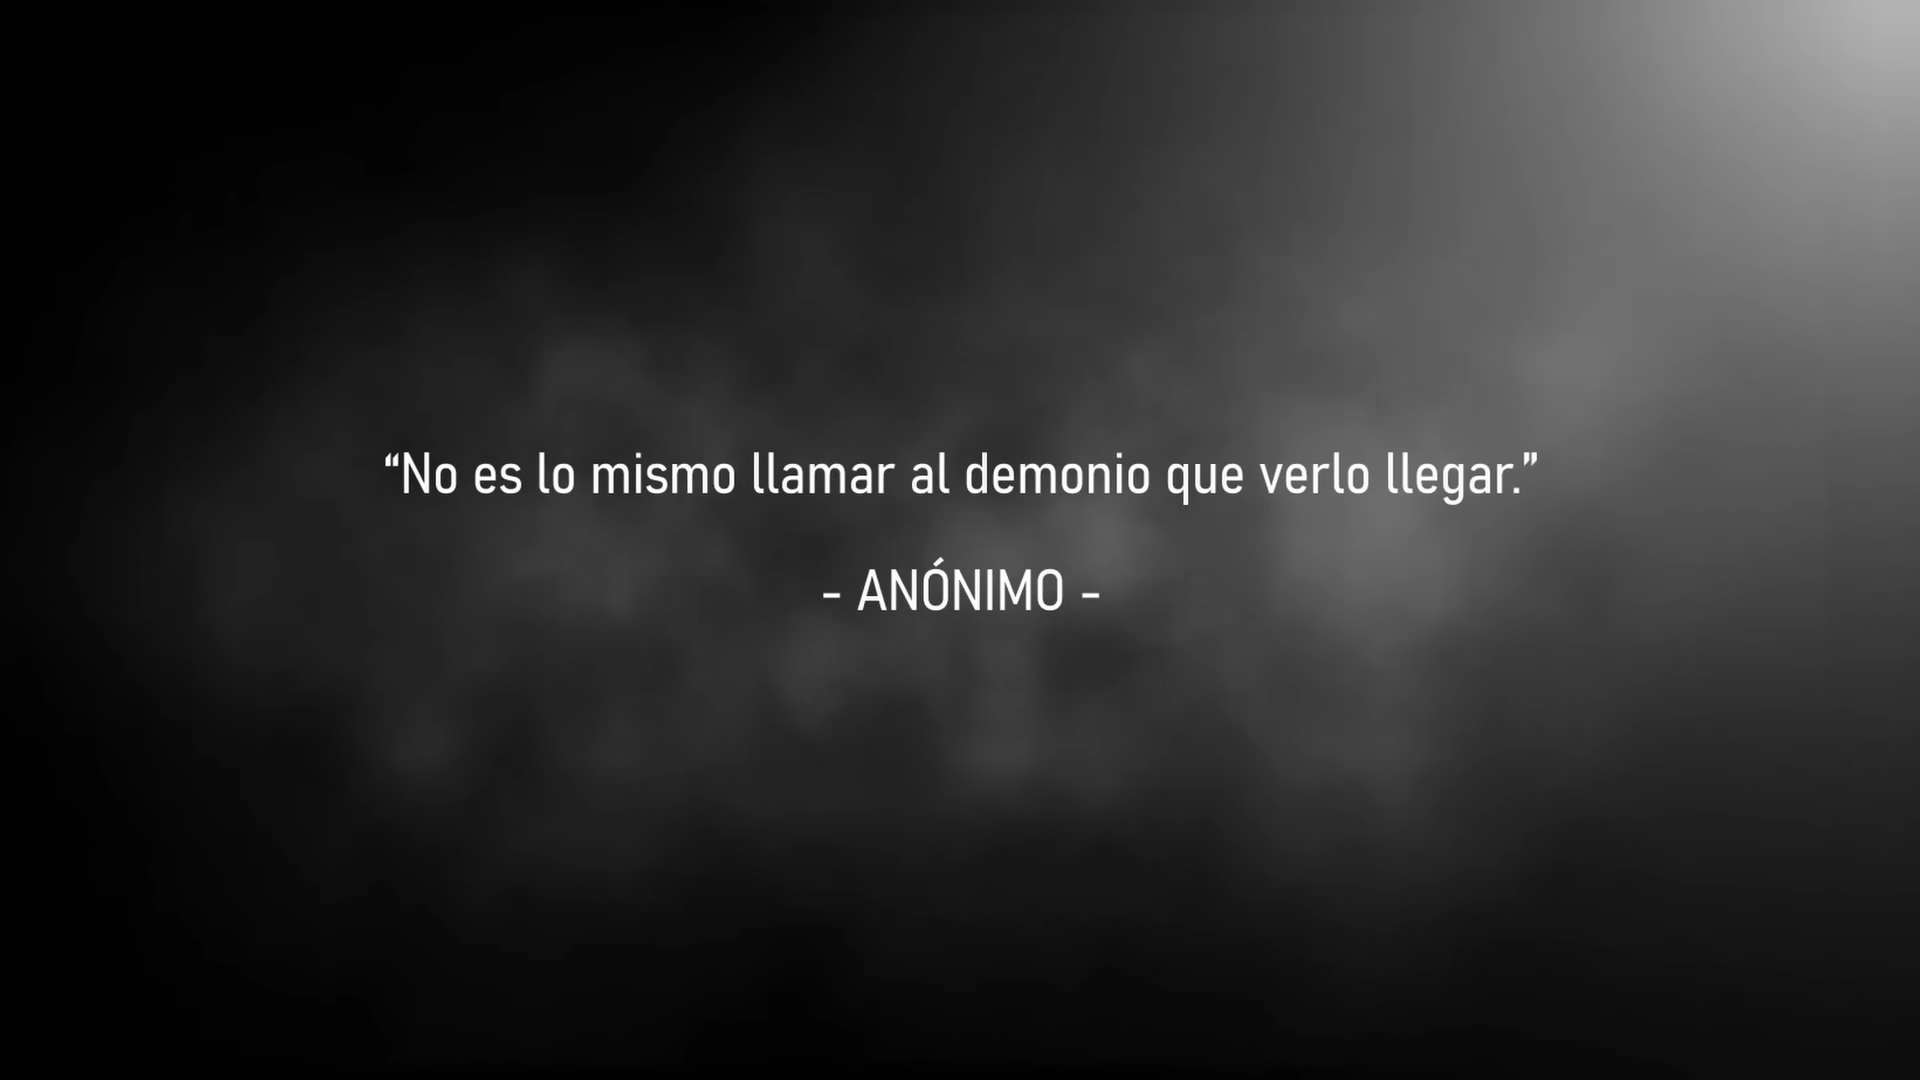 “No es lo mismo llamar al demonio que verlo llegar.”
- ANÓNIMO -